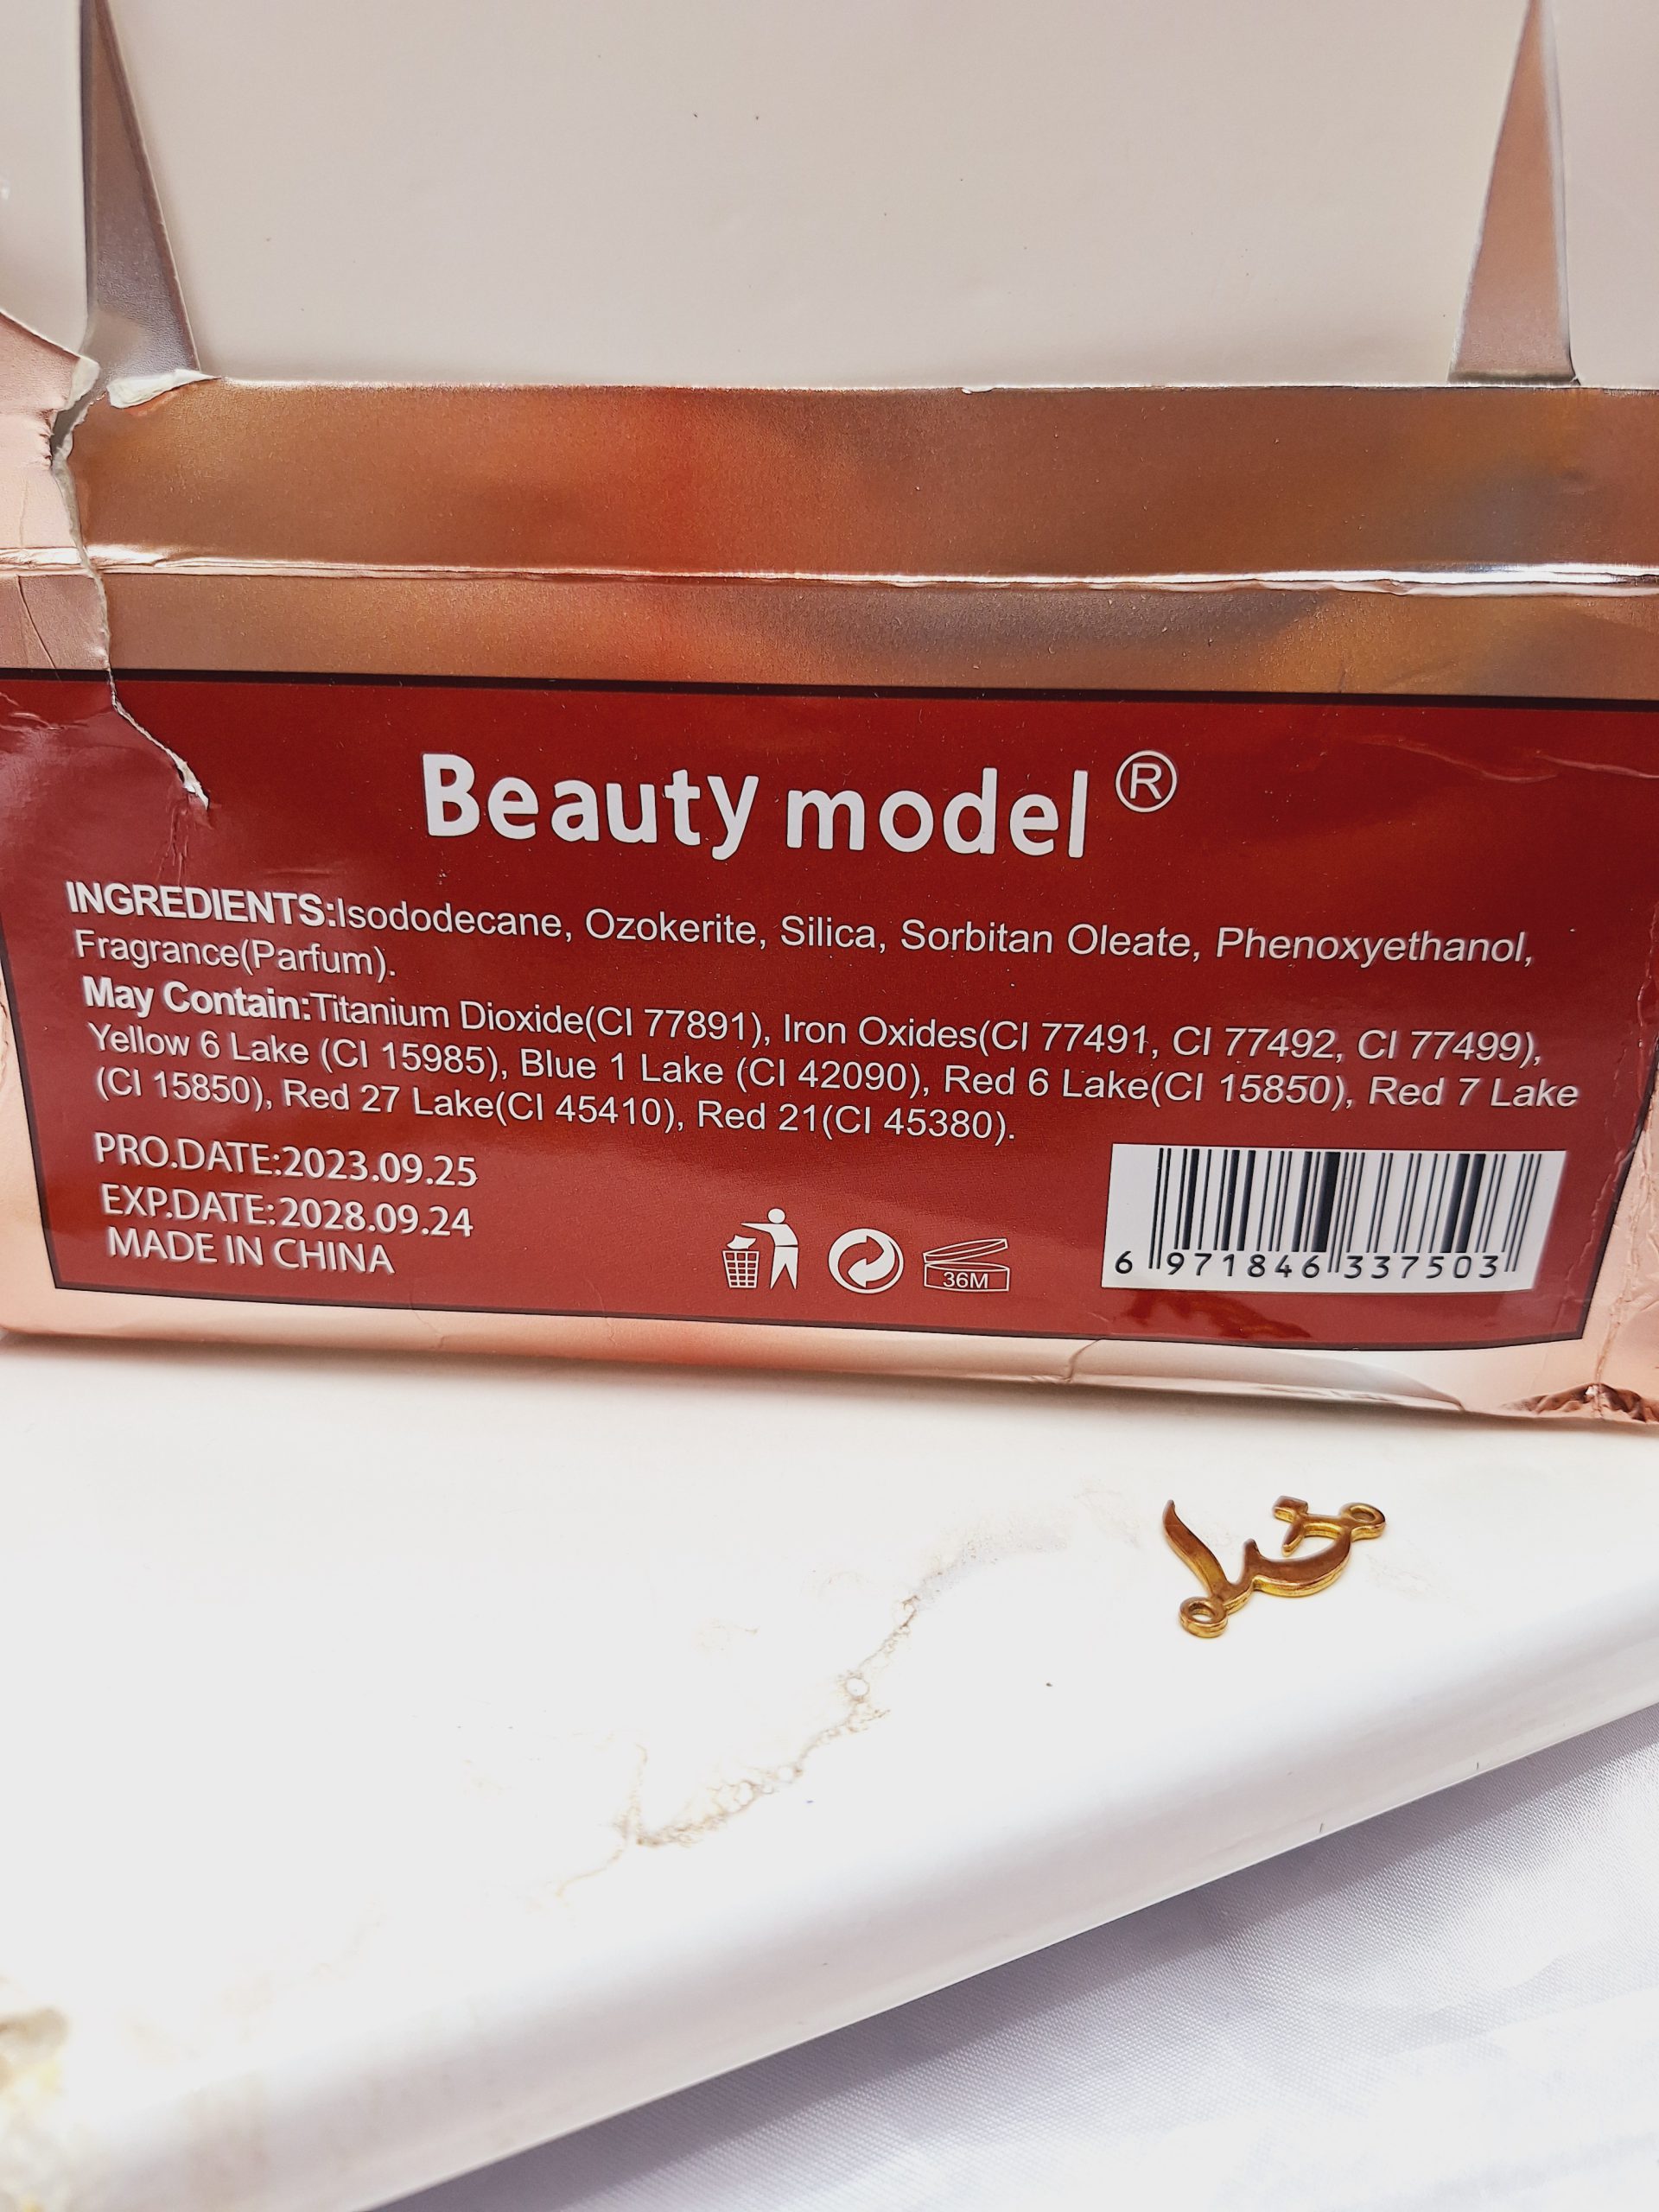 Beauty model ®
INGREDIENTS:Isododecane, Ozokerite, Silica, Sorbitan Oleate, Phenoxyethanol,
Fragrance(Parfum).
May Contain:Titanium Dioxide(CI 77891), Iron Oxides(CI 77491, CI 77492, CI 77499),
Yellow 6 Lake (CI 15985), Blue 1 Lake (CI 42090), Red 6 Lake(CI 15850), Red 7 Lake
(CI 15850), Red 27 Lake(CI 45410), Red 21(CI 45380).
PRO.DATE:2023.09.25
EXP.DATE:2028.09.24
MADE IN CHINA
36M
6 971846 337503